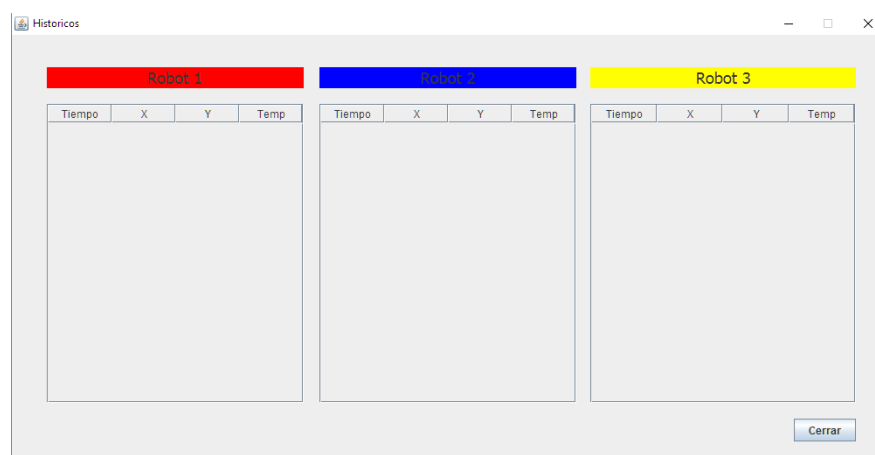 Historicos
Robot 1 Robot 2 Robot 3
Tiempo X Y Temp Tiempo X Y Temp Tiempo X Y Temp
Cerrar